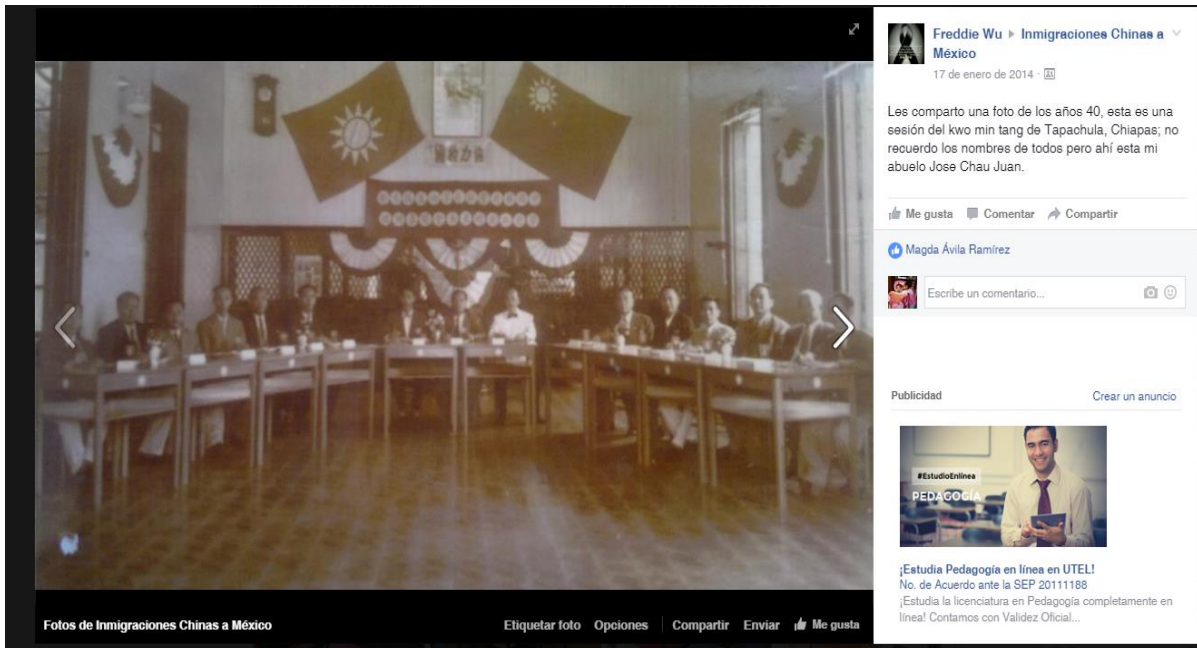 Freddie Wu ▸ Inmigraciones Chinas a
México
17 de enero de 2014
Les comparto una foto de los años 40, esta es una
sesión del kwo min tang de Tapachula, Chiapas; no
recuerdo los nombres de todos pero ahí esta mi
abuelo Jose Chau Juan.
Me gusta Comentar Compartir
Magda Ávila Ramírez
Escribe un comentario...
Publicidad Crear un anuncio
#EstudioEnlínea
PEDAGOGÍA
¡Estudia Pedagogía en línea en UTEL!
No. de Acuerdo ante la SEP 20111188
¡Estudia la licenciatura en Pedagogía completamente en
línea! Contamos con Validez Oficial...
Fotos de Inmigraciones Chinas a México Etiquetar foto Opciones Compartir Enviar Me gusta